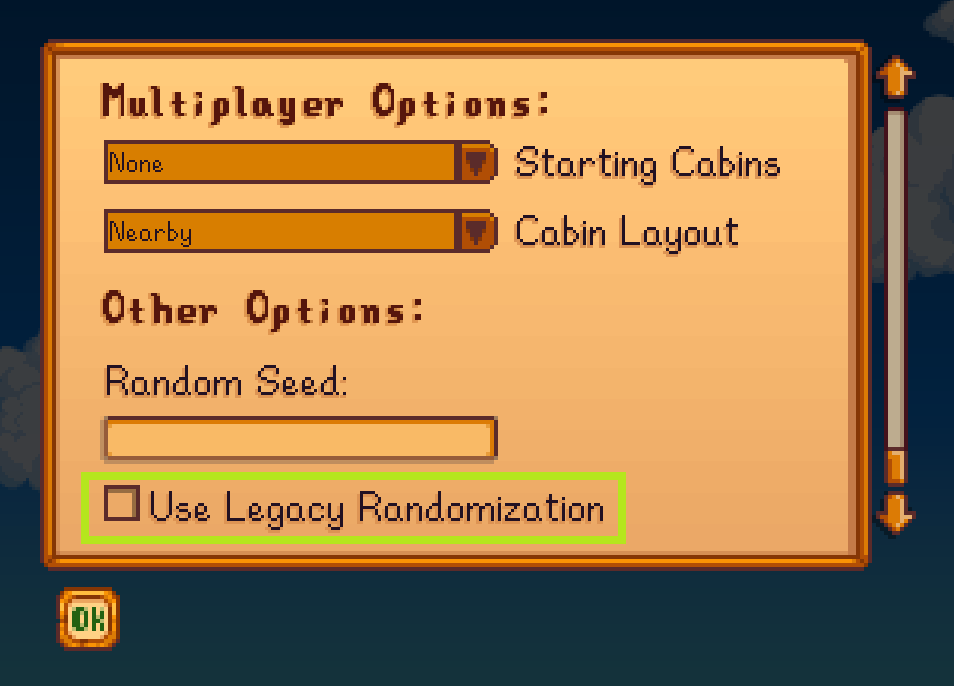 Multiplayer Options:
None
Starting Cabins
Nearby
Cabin Layout
Other Options:
Random Seed:
Use Legacy Randomization
OK